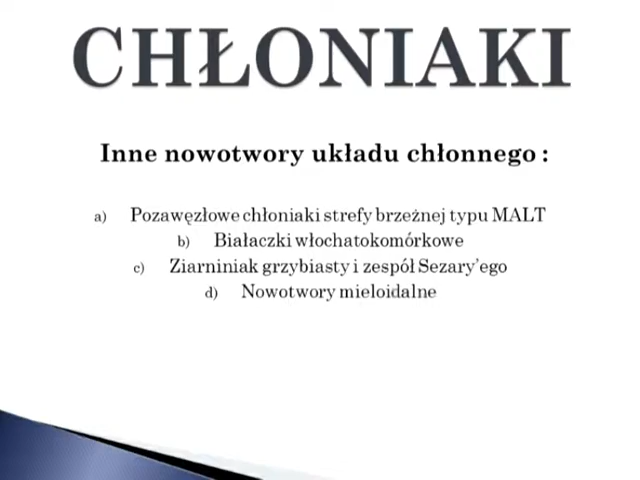 CHŁONIAKI
Inne nowotwory układu chłonnego :
a) Pozawęzłowe chłoniaki strefy brzeżnej typu MALT
b) Białaczki włochatokomórkowe
c) Ziarniniak grzybiasty i zespół Sezary'ego
d) Nowotwory mieloidalne